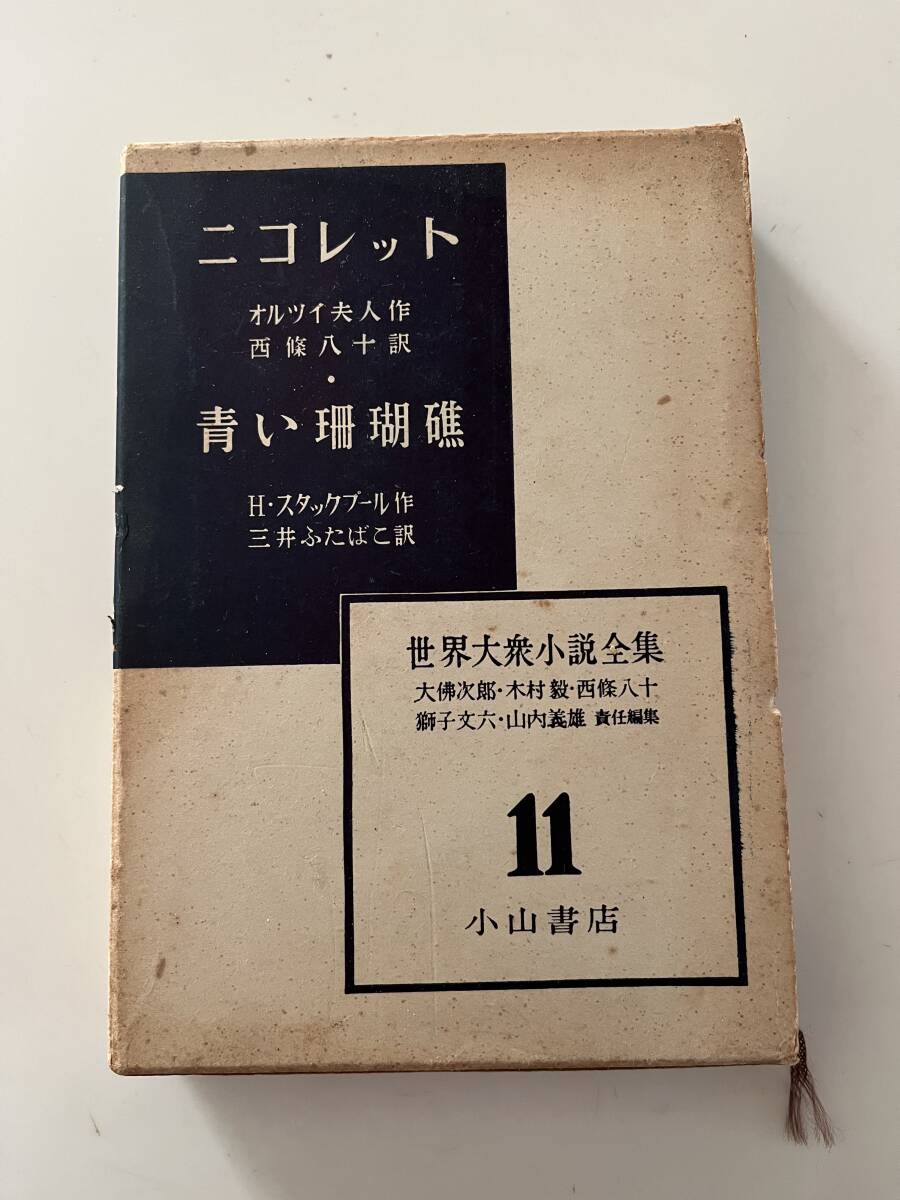 ニコレット
オルツイ夫人作
西條八十訳
・
青い珊瑚礁
H・スタックプール作
三井ふたばこ訳
世界大衆小説全集
大佛次郎・木村毅・西條八十
獅子文六・山内義雄 責任編集
11
小山書店